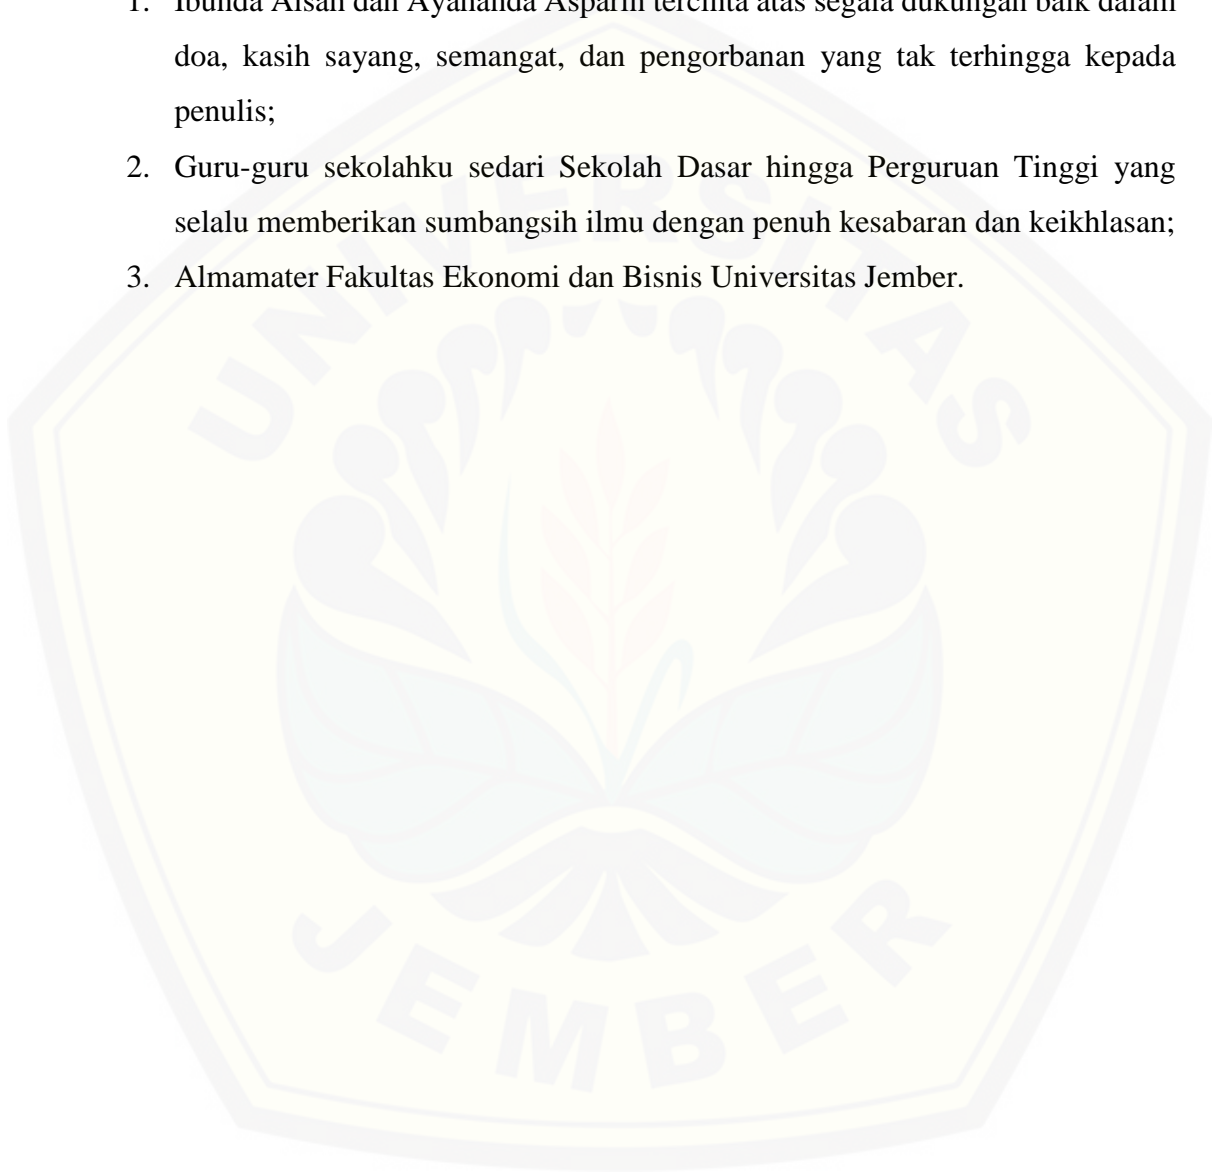 1. Ibunda Aisah dan Ayahanda Asparin tercinta atas segala dukungan baik dalam
doa, kasih sayang, semangat, dan pengorbanan yang tak terhingga kepada
penulis;
2. Guru-guru sekolahku sedari Sekolah Dasar hingga Perguruan Tinggi yang
selalu memberikan sumbangsih ilmu dengan penuh kesabaran dan keikhlasan;
3. Almamater Fakultas Ekonomi dan Bisnis Universitas Jember.
UNIVERSITAS
JEMBER